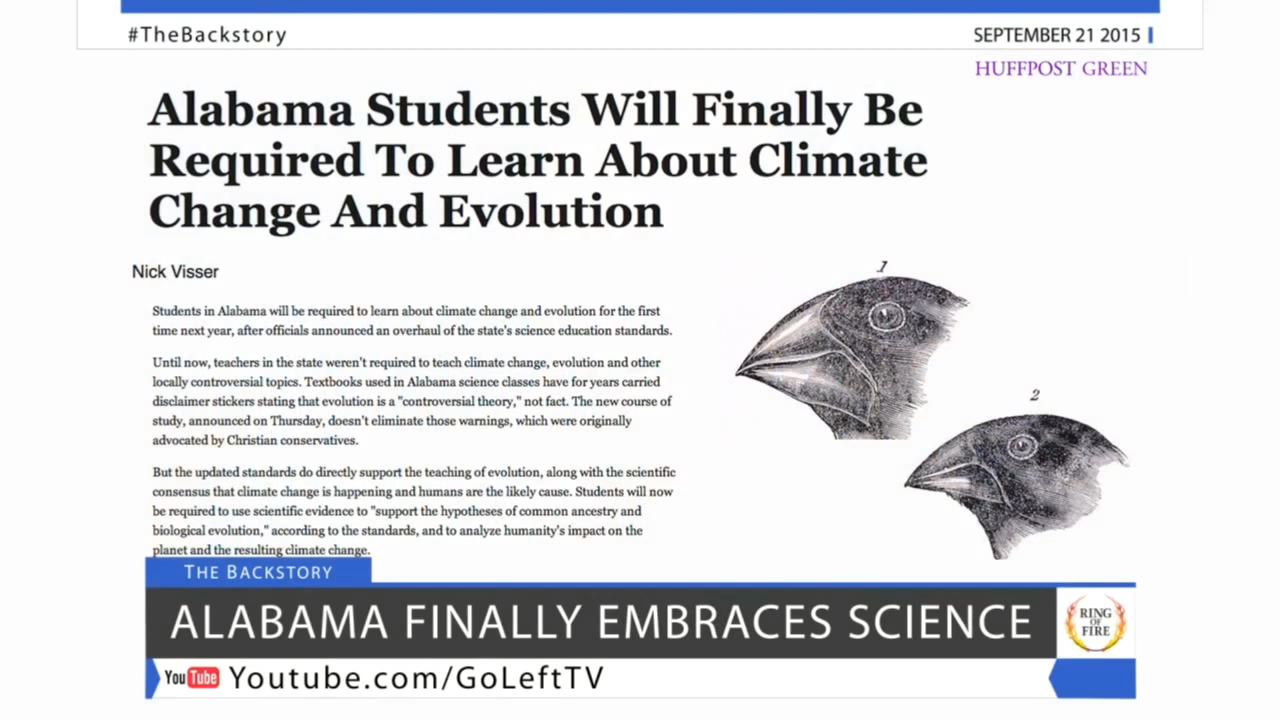 #TheBackstory
SEPTEMBER 21 2015
HUFFPOST GREEN
Alabama Students Will Finally Be
Required To Learn About Climate
Change And Evolution
Nick Visser
Students in Alabama will be required to learn about climate change and evolution for the first
time next year, after officials announced an overhaul of the state's science education standards.
Until now, teachers in the state weren't required to teach climate change, evolution and other
locally controversial topics. Textbooks used in Alabama science classes have for years carried
disclaimer stickers stating that evolution is a "controversial theory," not fact. The new course of
study, announced on Thursday, doesn't eliminate those warnings, which were originally
advocated by Christian conservatives.
But the updated standards do directly support the teaching of evolution, along with the scientific
consensus that climate change is happening and humans are the likely cause. Students will now
be required to use scientific evidence to "support the hypotheses of common ancestry and
biological evolution," according to the standards, and to analyze humanity's impact on the
planet and the resulting climate change.
1
2
THE BACKSTORY
ALABAMA FINALLY EMBRACES SCIENCE
RING
OF
FIRE
YouTube Youtube.com/GoLeftTV